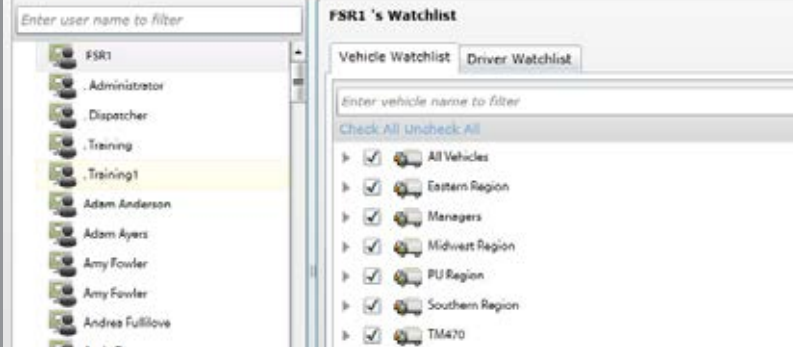 Enter user name to filter
FSR1
. Administrator
. Dispatcher
. Training
. Training1
Adam Anderson
Adam Ayers
Amy Fowler
Amy Fowler
Andrea Fullilove
FSR1 's Watchlist
Vehicle Watchlist Driver Watchlist
Enter vehicle name to filter
Check All Uncheck All
All Vehicles
Eastern Region
Managers
Midwest Region
PU Region
Southern Region
TM470